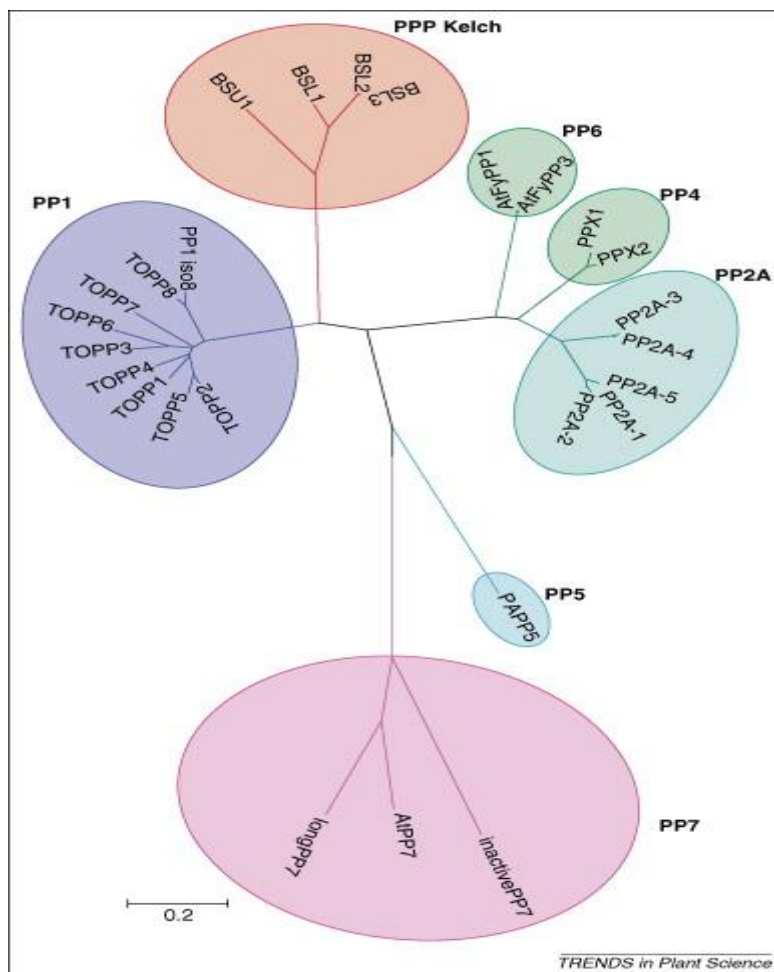 PPP Kelch
BSU1
BSL1
BSL2
BSL3
PP6
AtFyPP1
AtFyPP3
PP4
PPX1
PPX2
PP1
PP1 iso8
TOPP8
TOPP7
TOPP6
TOPP3
TOPP4
TOPP1
TOPP5
TOPP2
PP2A
PP2A-3
PP2A-4
PP2A-5
PP2A-1
PP2A-2
PP5
PAPP5
PP7
longPP7
AtPP7
inactivePP7
0.2
TRENDS in Plant Science